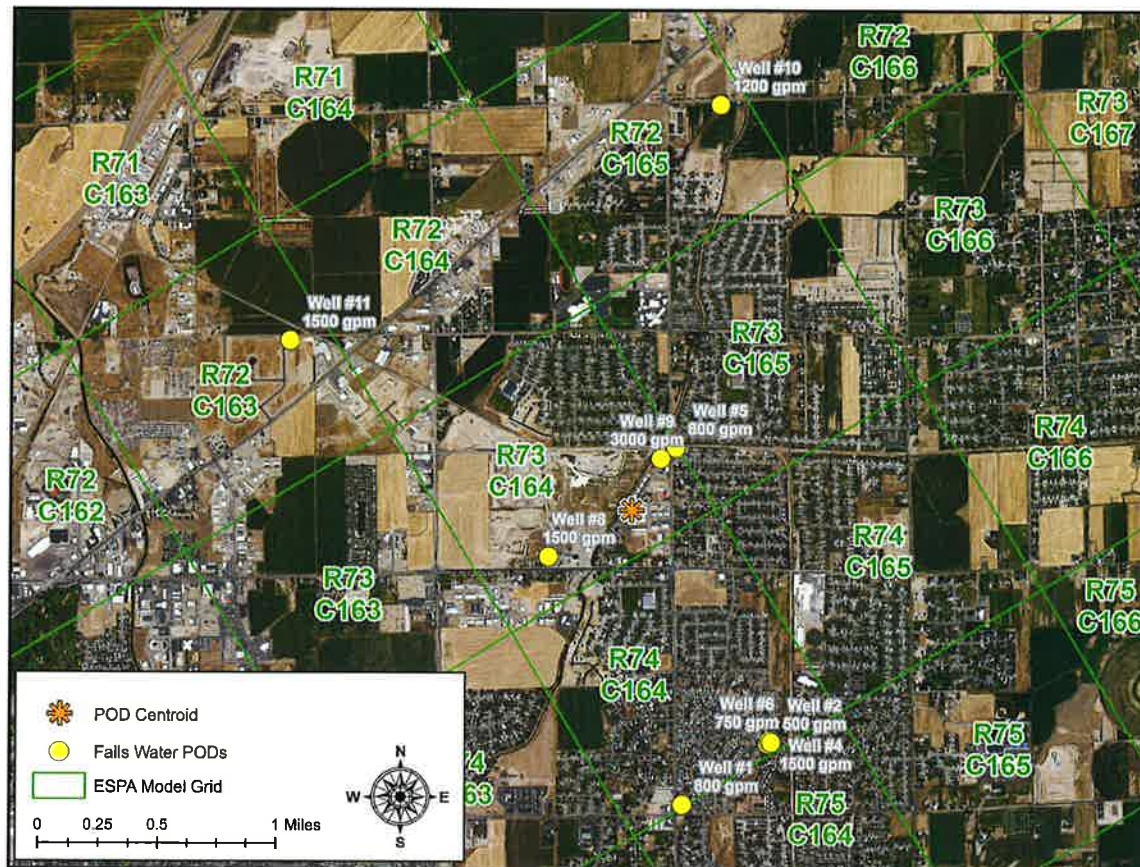 R72
C166
Well #10
1200 gpm
R71
C164
R73
C167
R72
C165
R71
C163
R73
C166
R72
C164
Well #11
1500 gpm
R73
C165
R72
C163
Well #9
3000 gpm
Well #5
800 gpm
R74
C166
R73
C164
R72
C162
Well #8
1500 gpm
R74
C165
R73
C163
R75
C166
R74
C164
Well #6
750 gpm
Well #2
500 gpm
Well #4
1500 gpm
R75
C165
74
63
Well #1
800 gpm
R75
C164
POD Centroid
Falls Water PODs
ESPA Model Grid
N
W
E
S
0 0.25 0.5 1 Miles